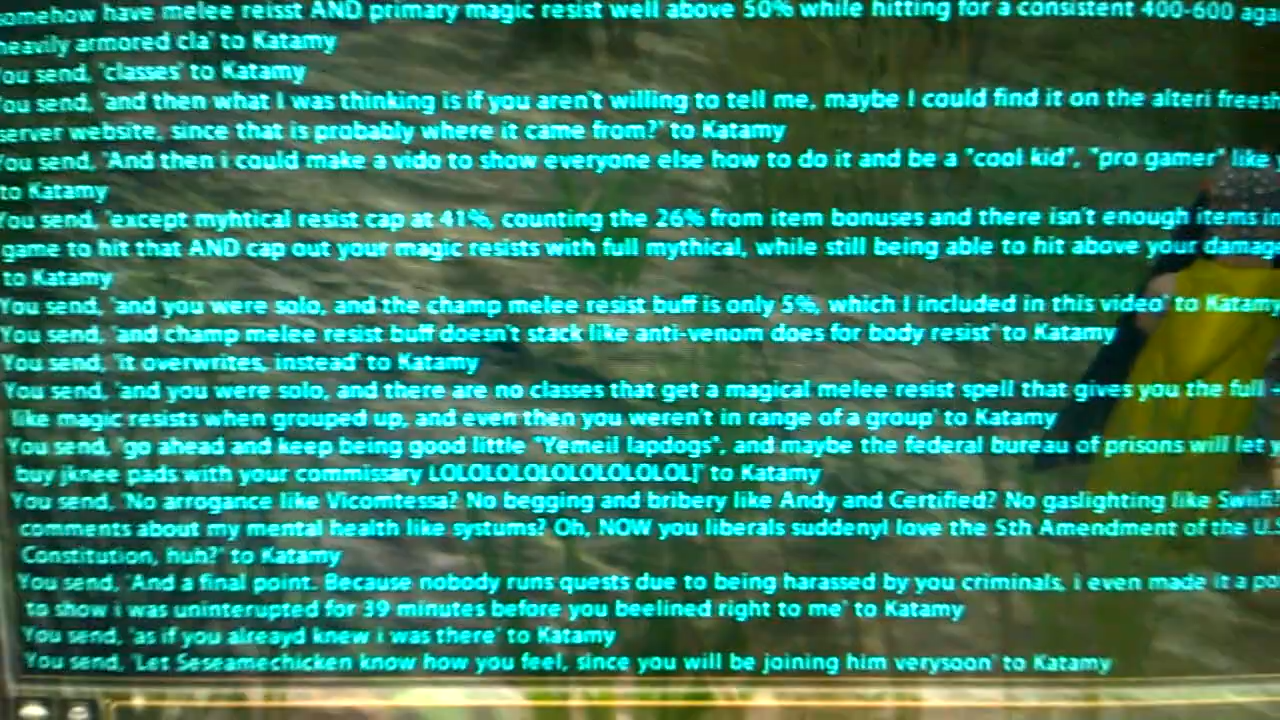 somehow have melee reisst AND primary magic resist well above 50% while hitting for a consistent 400-600 aga
heavily armored cla' to Katamy
You send, 'classes' to Katamy
You send, 'and then what I was thinking is if you aren't willing to tell me, maybe I could find it on the alteri freesh
server website, since that is probably where it came from?' to Katamy
You send, 'And then i could make a vido to show everyone else how to do it and be a "cool kid", "pro gamer" like
to Katamy
You send, 'except myhtical resist cap at 41%, counting the 26% from item bonuses and there isn't enough items in
game to hit that AND cap out your magic resists with full mythical, while still being able to hit above your damag
to Katamy
You send, 'and you were solo, and the champ melee resist buff is only 5%, which I included in this video' to Katamy
You send, 'and champ melee resist buff doesn't stack like anti-venom does for body resist' to Katamy
You send, 'it overwrites, instead' to Katamy
You send, 'and you were solo, and there are no classes that get a magical melee resist spell that gives you the full
like magic resists when grouped up, and even then you weren't in range of a group' to Katamy
You send, 'go ahead and keep being good little "Yemeil lapdogs", and maybe the federal bureau of prisons will let y
buy jknee pads with your commissary LOLOLOLOLOLOLOLOL]' to Katamy
You send, 'No arrogance like Vicomtessa? No begging and bribery like Andy and Certified? No gaslighting like Swift?
comments about my mental health like systums? Oh, NOW you liberals suddenyl love the 5th Amendment of the U.S
Constitution, huh?' to Katamy
You send, 'And a final point. Because nobody runs quests due to being harassed by you criminals, i even made it a po
to show i was uninterupted for 39 minutes before you beelined right to me' to Katamy
You send, 'as if you alreayd knew i was there' to Katamy
You send, 'Let Seseamechicken know how you feel, since you will be joining him verysoon' to Katamy